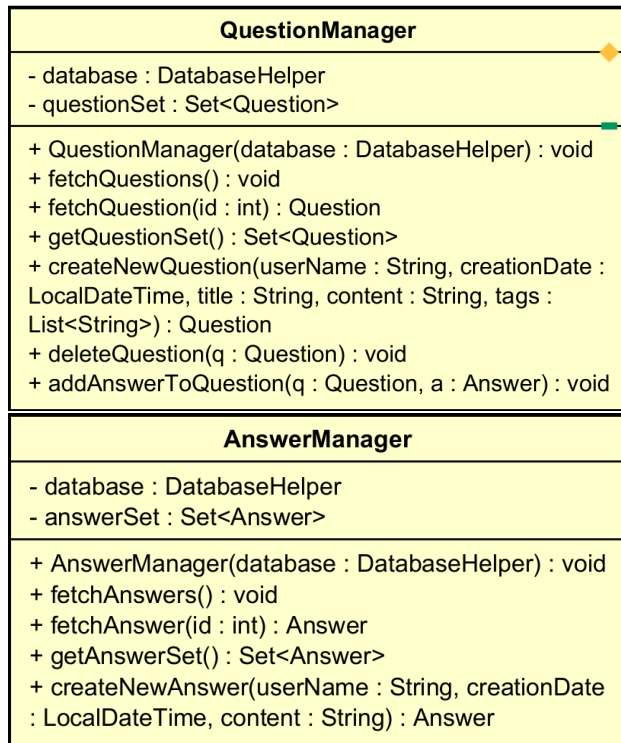 QuestionManager
- database : DatabaseHelper
- questionSet : Set<Question>
+ QuestionManager(database : DatabaseHelper) : void
+ fetchQuestions() : void
+ fetchQuestion(id : int) : Question
+ getQuestionSet() : Set<Question>
+ createNewQuestion(userName : String, creationDate :
LocalDateTime, title : String, content : String, tags :
List<String>) : Question
+ deleteQuestion(q : Question) : void
+ addAnswerToQuestion(q : Question, a : Answer) : void
AnswerManager
- database : DatabaseHelper
- answerSet : Set<Answer>
+ AnswerManager(database : DatabaseHelper) : void
+ fetchAnswers() : void
+ fetchAnswer(id : int) : Answer
+ getAnswerSet() : Set<Answer>
+ createNewAnswer(userName : String, creationDate
: LocalDateTime, content : String) : Answer